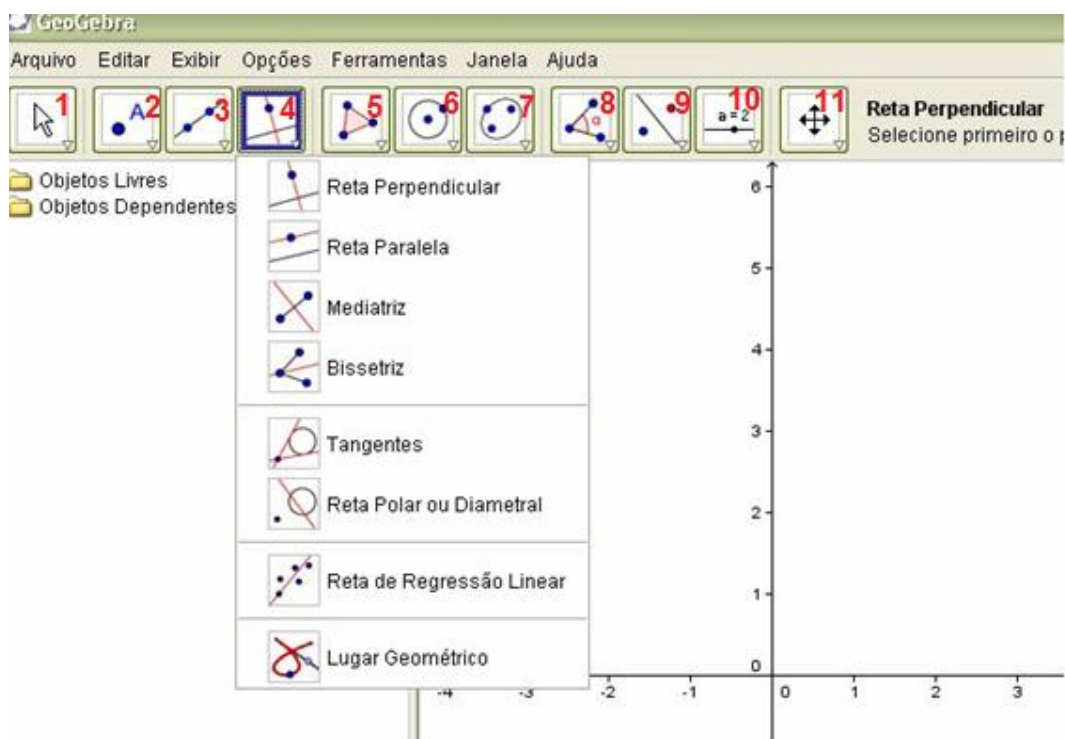 GeoGebra
Arquivo Editar Exibir Opções Ferramentas Janela Ajuda
1 A 2 3 4 5 6 7 8 α 9 a = 2 10 11 Reta Perpendicular
Selecione primeiro o
Objetos Livres
Objetos Dependentes
Reta Perpendicular
Reta Paralela
Mediatriz
Bissetriz
Tangentes
Reta Polar ou Diametral
Reta de Regressão Linear
Lugar Geométrico
6
5
4
3
2
1
0
-4 -3 -2 -1 0 1 2 3